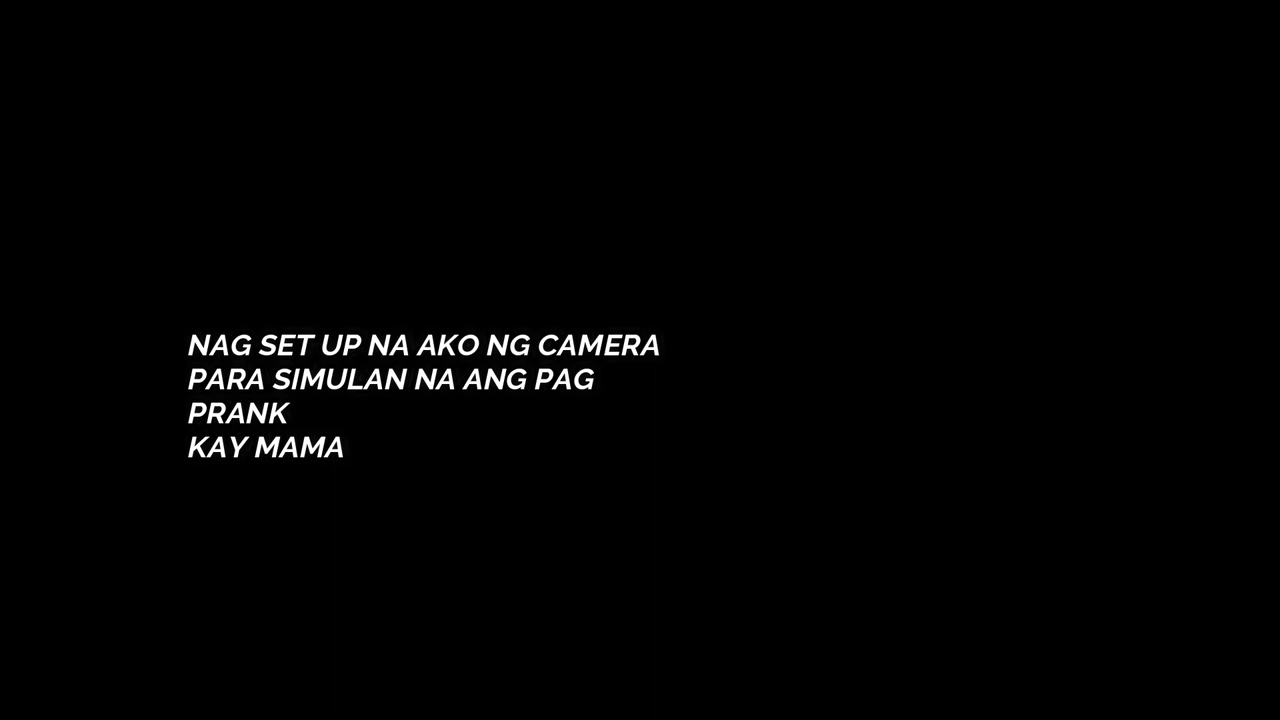 NAG SET UP NA AKO NG CAMERA
PARA SIMULAN NA ANG PAG
PRANK
KAY MAMA